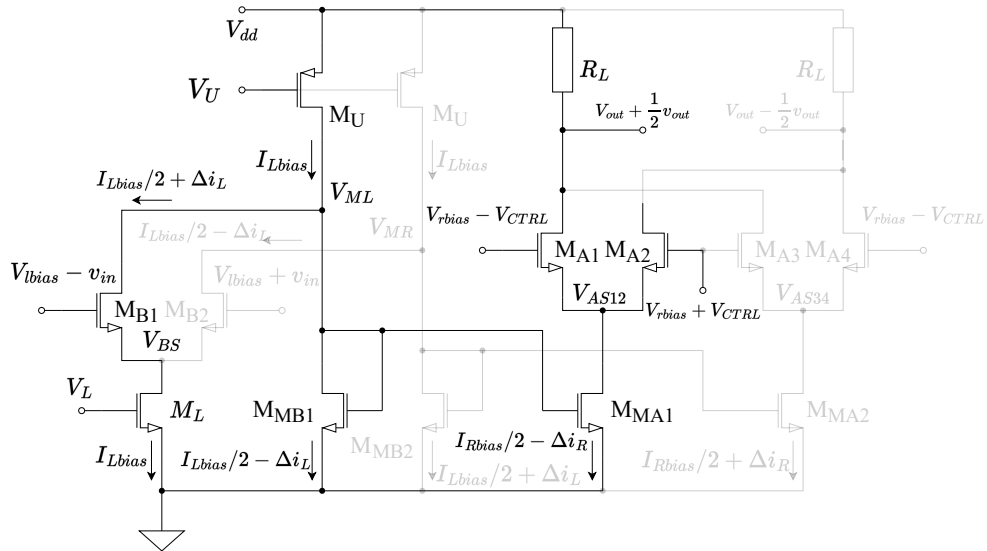 V_dd
R_L
R_L
V_U
M_U
M_U
V_out + 1/2 v_out
V_out − 1/2 v_out
I_Lbias
I_Lbias
I_Lbias/2 + Δi_L
V_ML
I_Lbias/2 − Δi_L
V_MR
V_rbias − V_CTRL
V_rbias − V_CTRL
M_A1
M_A2
M_A3
M_A4
V_lbias − v_in
V_lbias + v_in
M_B1
M_B2
V_AS12
V_AS34
V_rbias + V_CTRL
V_BS
V_L
M_L
M_MB1
M_MB2
M_MA1
M_MA2
I_Lbias
I_Lbias/2 − Δi_L
I_Lbias/2 + Δi_L
I_Rbias/2 − Δi_R
I_Rbias/2 + Δi_R